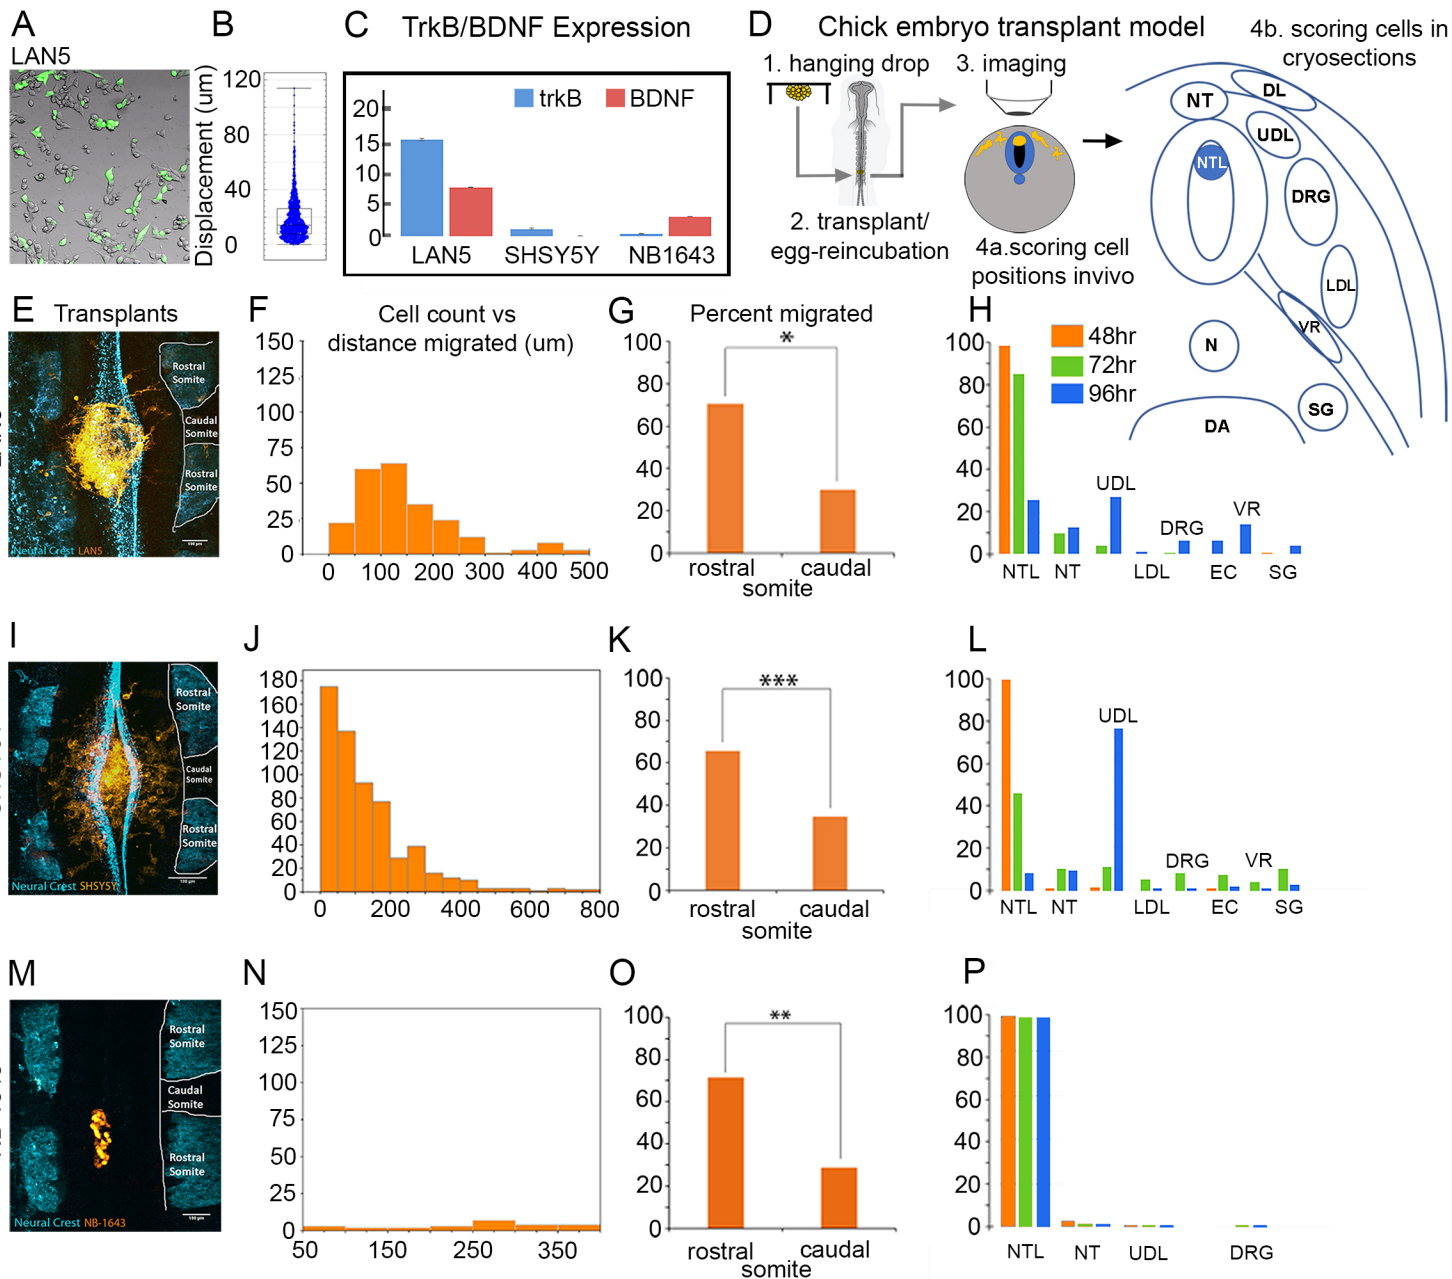 A
LAN5
B
Displacement (um)
120
80
40
0
C
TrkB/BDNF Expression
trkB
BDNF
20
15
10
5
0
LAN5
SHSY5Y
NB1643
D
Chick embryo transplant model
1. hanging drop
2. transplant/
egg-reincubation
3. imaging
4a.scoring cell
positions invivo
4b. scoring cells in
cryosections
NT
DL
UDL
NTL
DRG
LDL
VR
N
SG
DA
E
Transplants
Rostral
Somite
Caudal
Somite
Rostral
Somite
100 µm
Neural Crest LAN5
F
Cell count vs
distance migrated (um)
150
125
100
75
50
25
0
0 100 200 300 400 500
G
Percent migrated
*
100
80
60
40
20
0
rostral caudal
somite
H
48hr
72hr
96hr
100
80
60
40
20
0
UDL
DRG
VR
NTL NT LDL EC SG
I
Rostral
Somite
Caudal
Somite
Rostral
Somite
100 µm
Neural Crest SHSY5Y
J
180
160
140
120
100
80
60
40
20
0
0 200 400 600 800
K
***
100
80
60
40
20
0
rostral caudal
somite
L
100
80
60
40
20
0
UDL
DRG
VR
NTL NT LDL EC SG
M
Rostral
Somite
Caudal
Somite
Rostral
Somite
100 µm
Neural Crest NB-1643
N
150
125
100
75
50
25
0
50 150 250 350
O
**
100
80
60
40
20
0
rostral caudal
somite
P
100
80
60
40
20
0
NTL NT UDL DRG